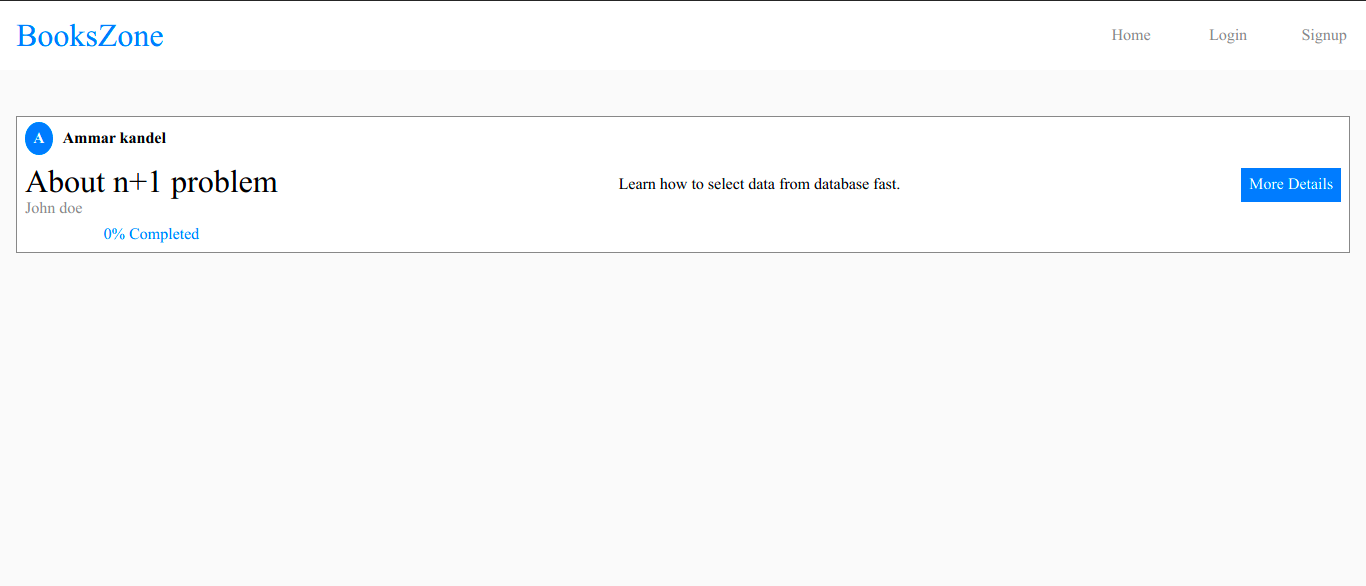 BooksZone Home Login Signup
A Ammar kandel
About n+1 problem Learn how to select data from database fast. More Details
John doe
0% Completed